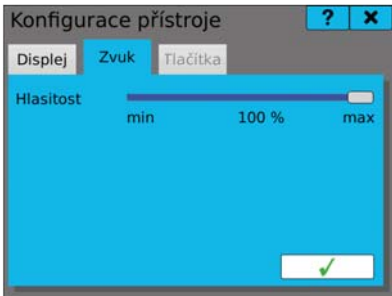 Konfigurace přístroje ?
Displej Zvuk Tlačítka
Hlasitost
min 100 % max